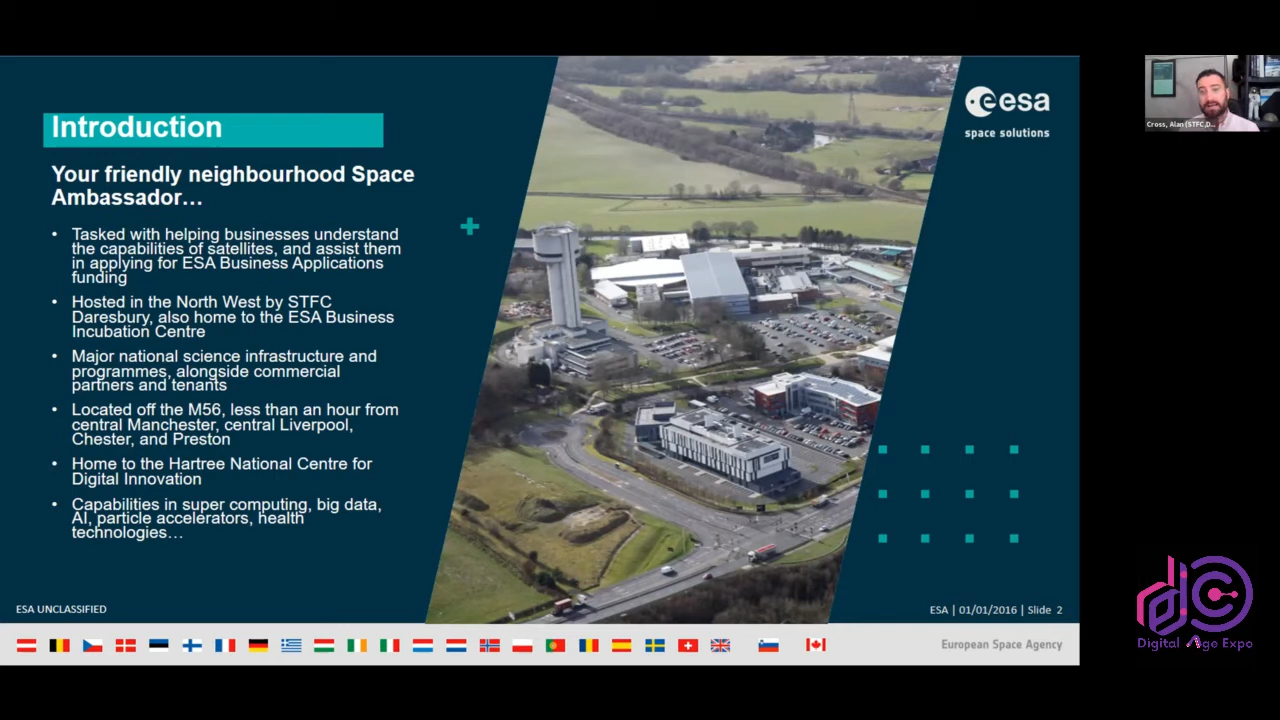 Introduction
Your friendly neighbourhood Space
Ambassador…
• Tasked with helping businesses understand
the capabilities of satellites, and assist them
in applying for ESA Business Applications
funding
• Hosted in the North West by STFC
Daresbury, also home to the ESA Business
Incubation Centre
• Major national science infrastructure and
programmes, alongside commercial
partners and tenants
• Located off the M56, less than an hour from
central Manchester, central Liverpool,
Chester, and Preston
• Home to the Hartree National Centre for
Digital Innovation
• Capabilities in super computing, big data,
AI, particle accelerators, health
technologies…
esa
space solutions
ESA UNCLASSIFIED
ESA | 01/01/2016 | Slide 2
European Space Agency
Cross, Alan (STFC,D...
Digital Age Expo